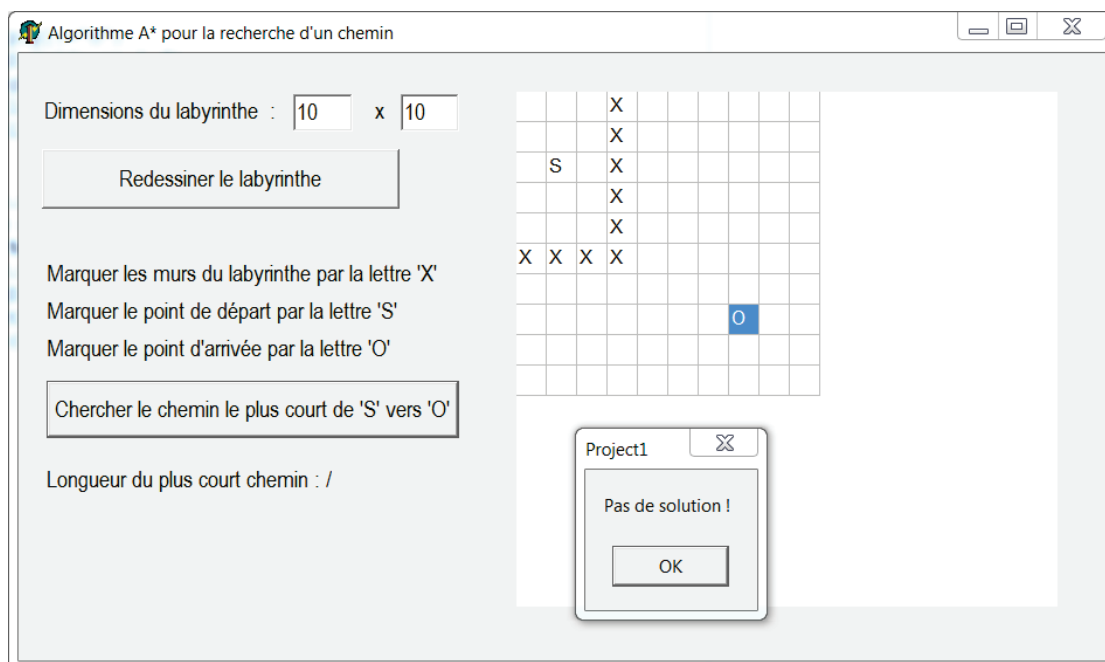 Algorithme A* pour la recherche d'un chemin
Dimensions du labyrinthe : 10 x 10
Redessiner le labyrinthe
Marquer les murs du labyrinthe par la lettre 'X'
Marquer le point de départ par la lettre 'S'
Marquer le point d'arrivée par la lettre 'O'
Chercher le chemin le plus court de 'S' vers 'O'
Longueur du plus court chemin : /
X
X
S X
X
X
X X X X
O
Project1
Pas de solution !
OK